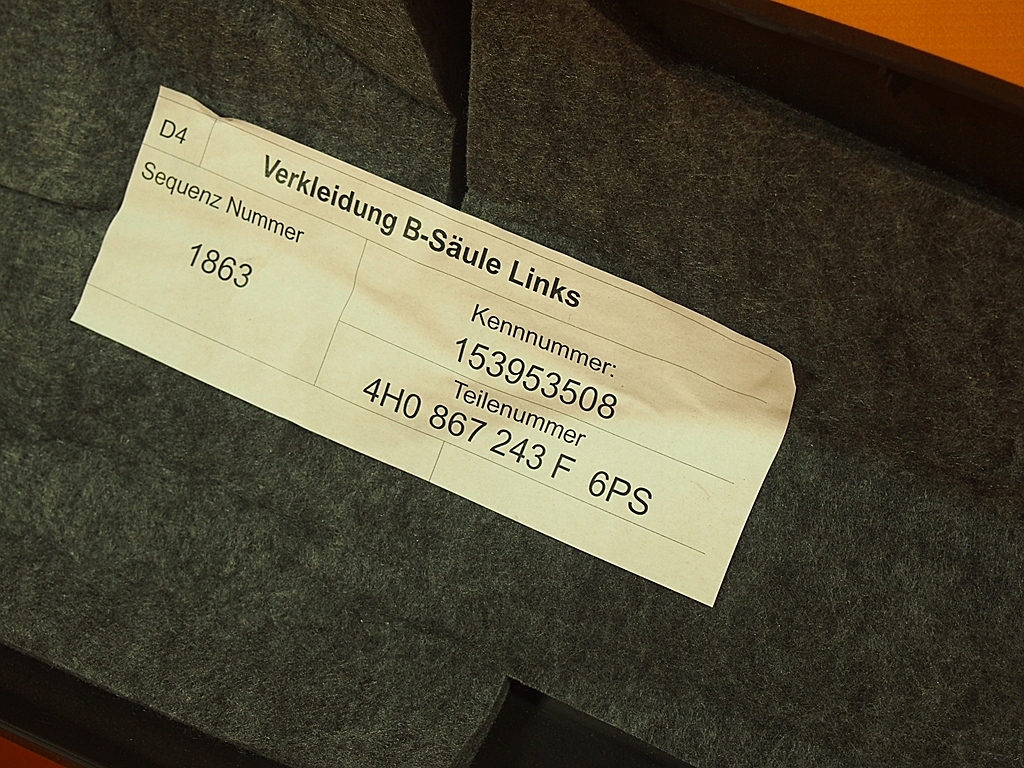 D4
Verkleidung B-Säule Links
Sequenz Nummer
1863
Kennnummer:
153953508
Teilenummer
4H0 867 243 F 6PS